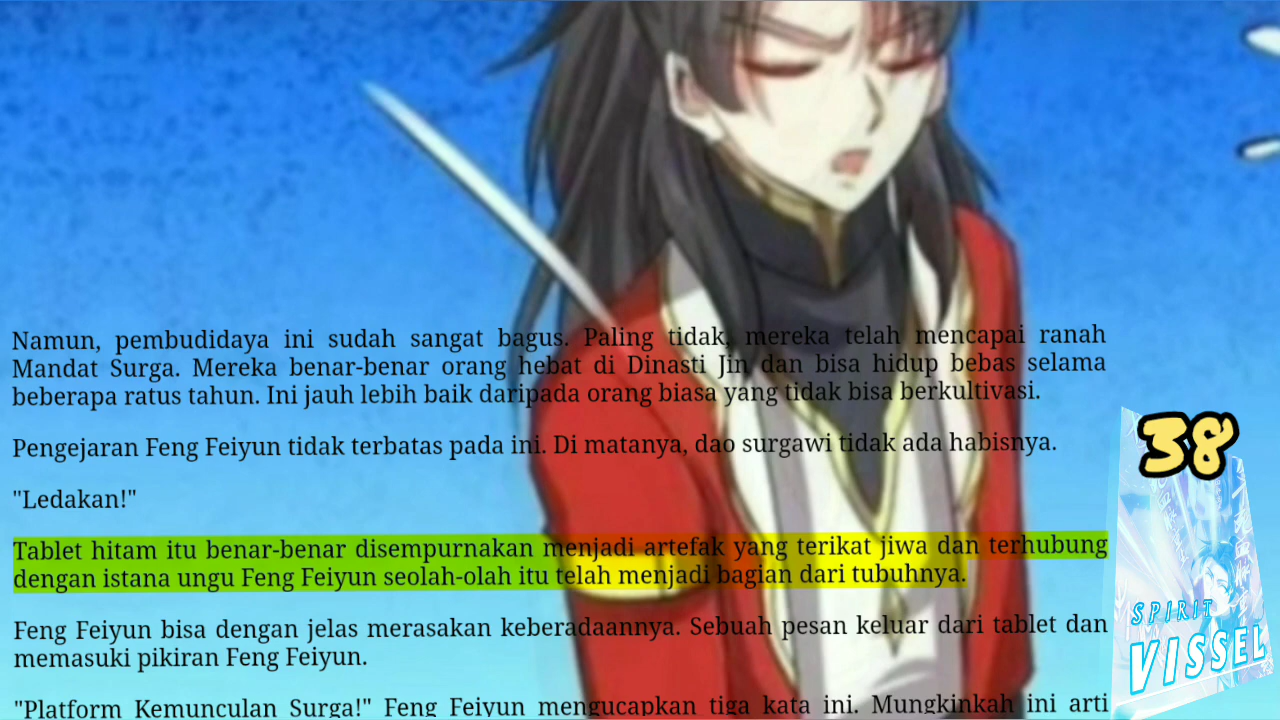 Namun, pembudidaya ini sudah sangat bagus. Paling tidak, mereka telah mencapai ranah
Mandat Surga. Mereka benar-benar orang hebat di Dinasti Jin dan bisa hidup bebas selama
beberapa ratus tahun. Ini jauh lebih baik daripada orang biasa yang tidak bisa berkultivasi.
Pengejaran Feng Feiyun tidak terbatas pada ini. Di matanya, dao surgawi tidak ada habisnya.
"Ledakan!"
Tablet hitam itu benar-benar disempurnakan menjadi artefak yang terikat jiwa dan terhubung
dengan istana ungu Feng Feiyun seolah-olah itu telah menjadi bagian dari tubuhnya.
Feng Feiyun bisa dengan jelas merasakan keberadaannya. Sebuah pesan keluar dari tablet dan
memasuki pikiran Feng Feiyun.
"Platform Kemunculan Surga!" Feng Feiyun mengucapkan tiga kata ini. Mungkinkah ini arti
38
SPIRIT
VISSEL